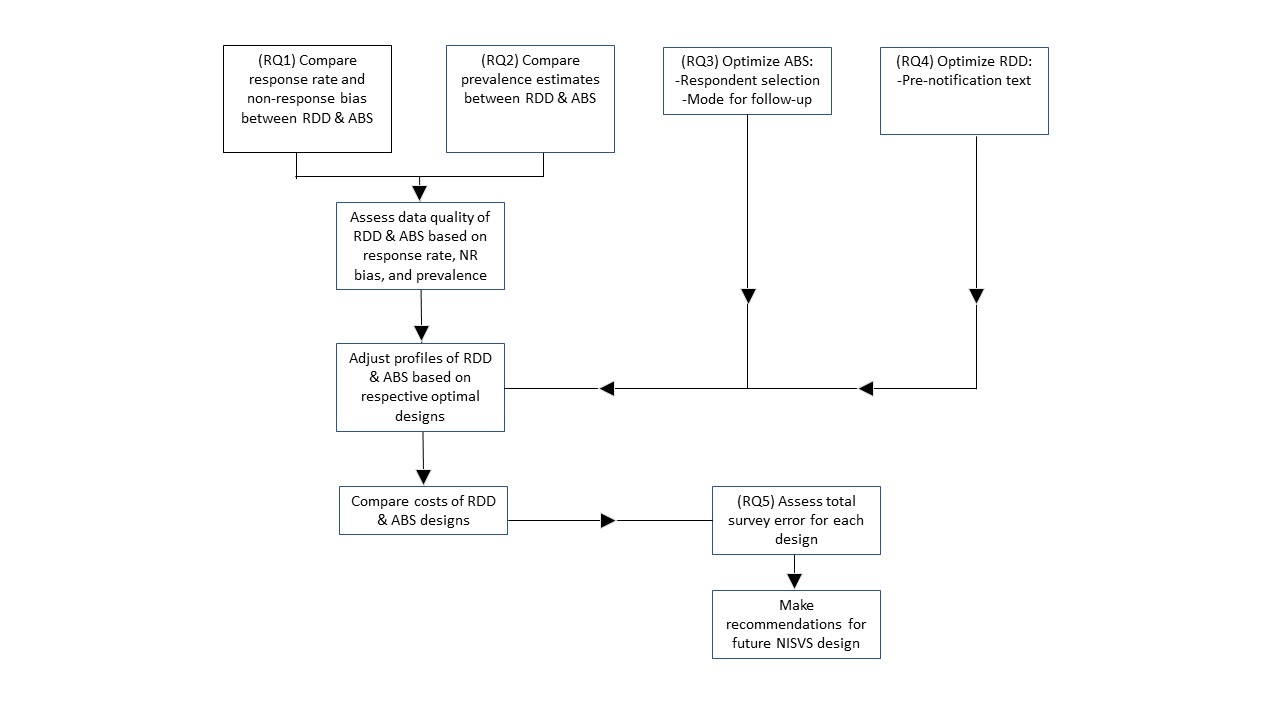 (RQ1) Compare
response rate and
non-response bias
between RDD & ABS
(RQ2) Compare
prevalence estimates
between RDD & ABS
(RQ3) Optimize ABS:
-Respondent selection
-Mode for follow-up
(RQ4) Optimize RDD:
-Pre-notification text
Assess data quality of
RDD & ABS based on
response rate, NR
bias, and prevalence
Adjust profiles of RDD
& ABS based on
respective optimal
designs
Compare costs of RDD
& ABS designs
(RQ5) Assess total
survey error for each
design
Make
recommendations for
future NISVS design